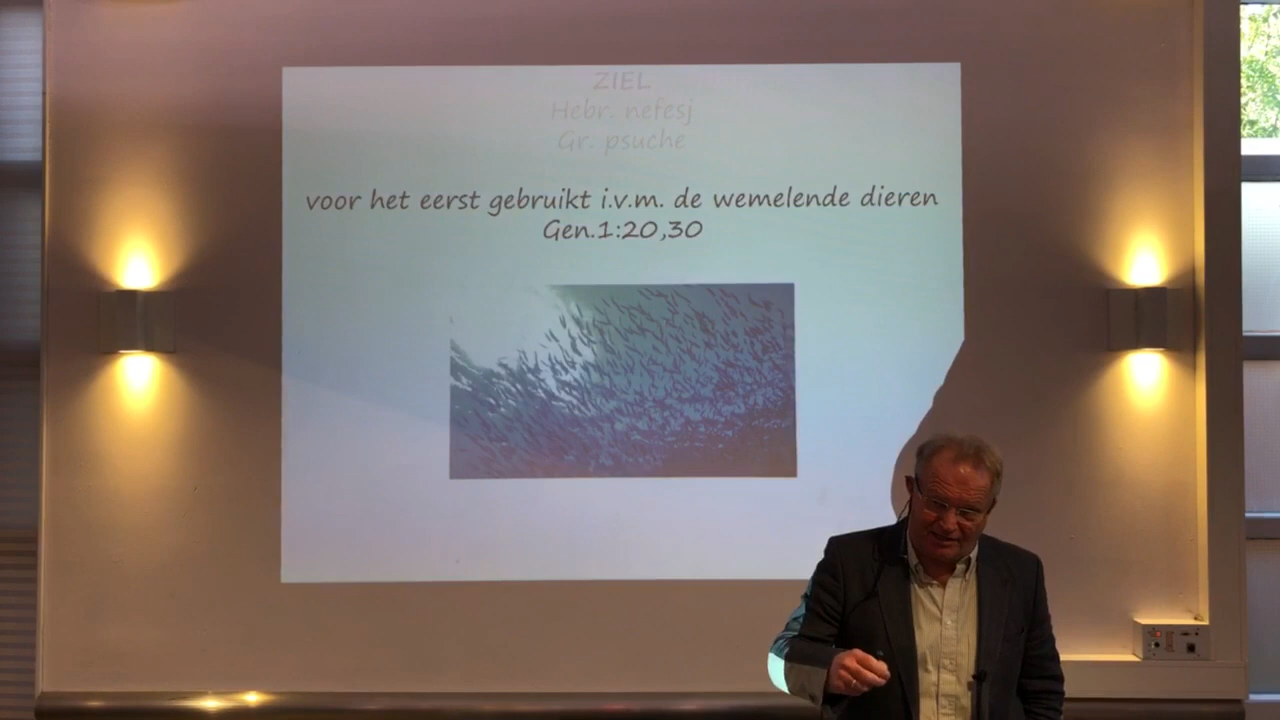 ZIEL
Hebr. nefesj
Gr. psuche
voor het eerst gebruikt i.v.m. de wemelende dieren
Gen.1:20,30